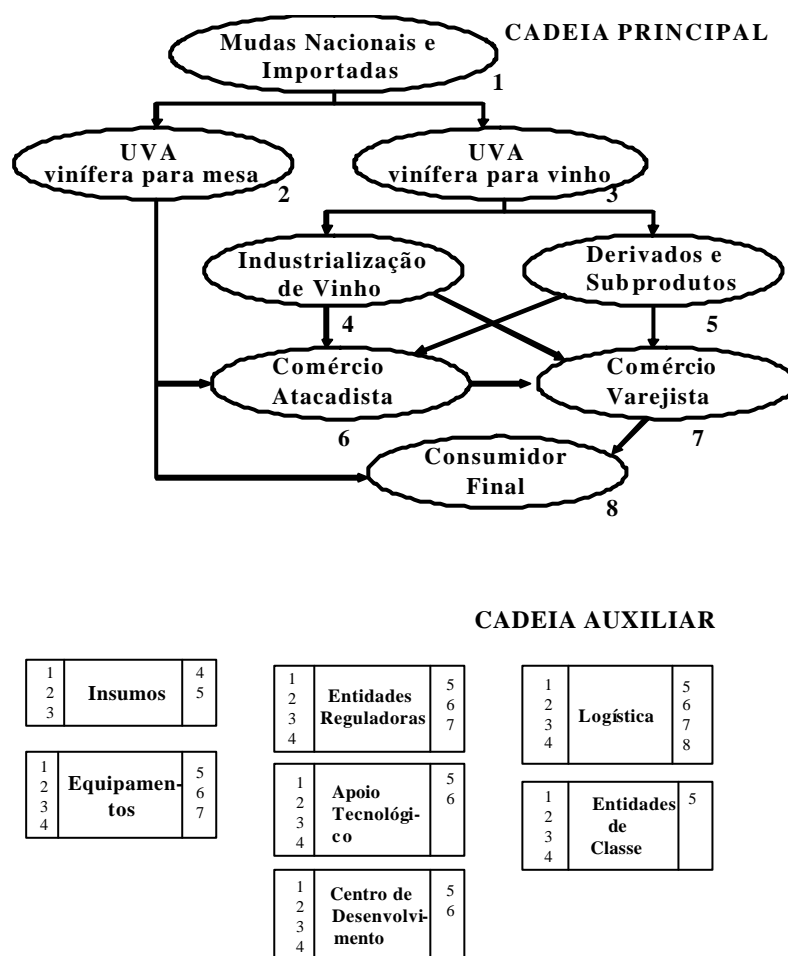 CADEIA PRINCIPAL
Mudas Nacionais e
Importadas
1
UVA
vinífera para mesa
2
UVA
vinífera para vinho
3
Industrialização
de Vinho
4
Derivados e
Subprodutos
5
Comércio
Atacadista
6
Comércio
Varejista
7
Consumidor
Final
8
CADEIA AUXILIAR
1
2
3
Insumos
4
5
1
2
3
4
Entidades
Reguladoras
5
6
7
1
2
3
4
Logística
5
6
7
8
1
2
3
4
Equipamen-
tos
5
6
7
1
2
3
4
Apoio
Tecnológi-
co
5
6
1
2
3
4
Entidades
de
Classe
5
1
2
3
4
Centro de
Desenvolvi-
mento
5
6